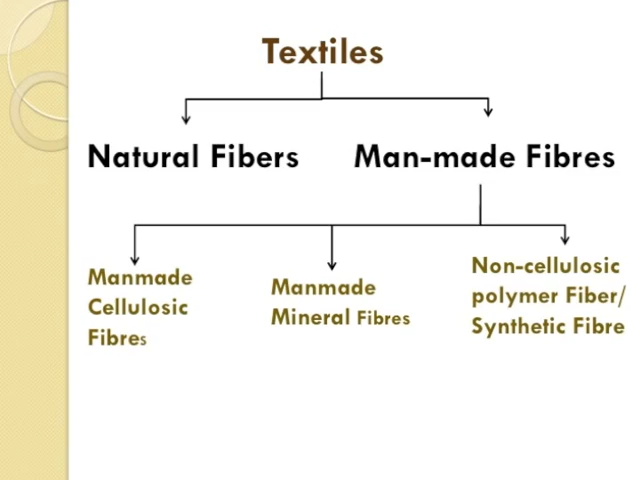 Textiles
Natural Fibers
Man-made Fibres
Manmade
Cellulosic
Fibres
Manmade
Mineral Fibres
Non-cellulosic
polymer Fiber/
Synthetic Fibre